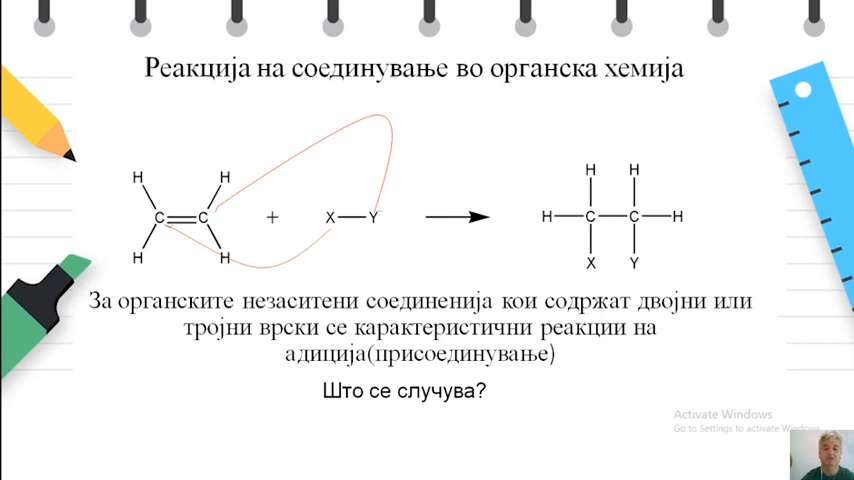 Реакција на соединување во органска хемија
H H H H
C C + X Y H C C H
H H X Y
За органските незаситени соединенија кои содржат двојни или
тројни врски се карактеристични реакции на
адиција(присоединување)
Што се случува?
Activate Windows
Go to Settings to activate Windows.